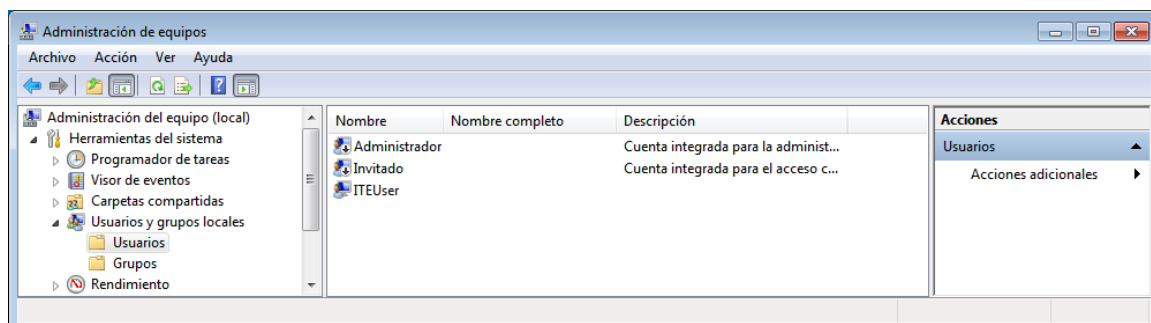 Administración de equipos
Archivo Acción Ver Ayuda
Administración del equipo (local)
Herramientas del sistema
Programador de tareas
Visor de eventos
Carpetas compartidas
Usuarios y grupos locales
Usuarios
Grupos
Rendimiento
Nombre Nombre completo Descripción
Administrador Cuenta integrada para la administ...
Invitado Cuenta integrada para el acceso c...
ITEUser
Acciones
Usuarios
Acciones adicionales